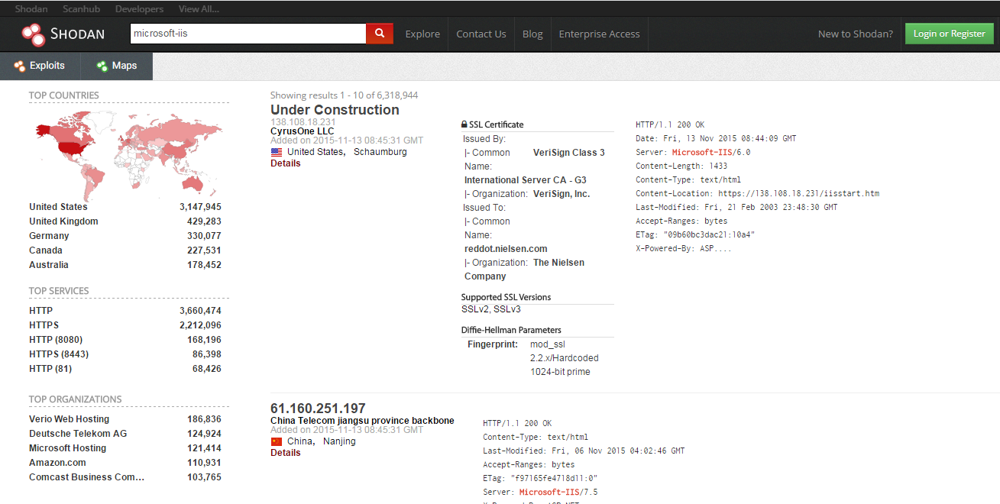 Shodan Scanhub Developers View All...
SHODAN microsoft-iis Explore Contact Us Blog Enterprise Access New to Shodan? Login or Register
Exploits Maps
TOP COUNTRIES
United States 3,147,945
United Kingdom 429,283
Germany 330,077
Canada 227,531
Australia 178,452
TOP SERVICES
HTTP 3,660,474
HTTPS 2,212,096
HTTP (8080) 168,196
HTTPS (8443) 86,398
HTTP (81) 68,426
TOP ORGANIZATIONS
Verio Web Hosting 186,836
Deutsche Telekom AG 124,924
Microsoft Hosting 121,414
Amazon.com 110,931
Comcast Business Com... 103,765
Showing results 1 - 10 of 6,318,944
Under Construction
138.108.18.231
CyrusOne LLC
Added on 2015-11-13 08:45:31 GMT
United States, Schaumburg
Details
SSL Certificate
Issued By:
|- Common VeriSign Class 3
Name:
International Server CA - G3
|- Organization: VeriSign, Inc.
Issued To:
|- Common
Name:
reddot.nielsen.com
|- Organization: The Nielsen
Company
Supported SSL Versions
SSLv2, SSLv3
Diffie-Hellman Parameters
Fingerprint: mod_ssl
2.2.x/Hardcoded
1024-bit prime
HTTP/1.1 200 OK
Date: Fri, 13 Nov 2015 08:44:09 GMT
Server: Microsoft-IIS/6.0
Content-Length: 1433
Content-Type: text/html
Content-Location: https://138.108.18.231/iisstart.htm
Last-Modified: Fri, 21 Feb 2003 23:48:30 GMT
Accept-Ranges: bytes
ETag: "09b60bc3dac21:10a4"
X-Powered-By: ASP....
61.160.251.197
China Telecom jiangsu province backbone
Added on 2015-11-13 08:45:31 GMT
China, Nanjing
Details
HTTP/1.1 200 OK
Content-Type: text/html
Last-Modified: Fri, 06 Nov 2015 04:02:46 GMT
Accept-Ranges: bytes
ETag: "f97165fe4718d11:0"
Server: Microsoft-IIS/7.5